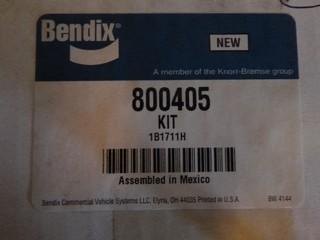 Bendix
NEW
A member of the Knorr-Bremse group
800405
KIT
1B1711H
Assembled in Mexico
Bendix Commercial Vehicle Systems LLC, Elyria, OH 44035 Printed in U.S.A. BW 4144